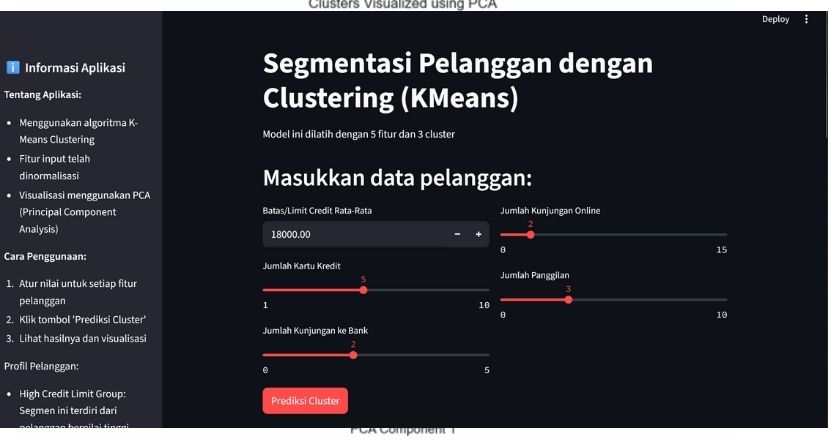 Clusters Visualized using PCA
Deploy
Informasi Aplikasi
Tentang Aplikasi:
Menggunakan algoritma K-
Means Clustering
Fitur input telah
dinormalisasi
Visualisasi menggunakan PCA
(Principal Component
Analysis)
Cara Penggunaan:
1. Atur nilai untuk setiap fitur
pelanggan
2. Klik tombol 'Prediksi Cluster'
3. Lihat hasilnya dan visualisasi
Profil Pelanggan:
High Credit Limit Group:
Segmen ini terdiri dari
pelanggan bernilai tinggi
Segmentasi Pelanggan dengan
Clustering (KMeans)
Model ini dilatih dengan 5 fitur dan 3 cluster
Masukkan data pelanggan:
Batas/Limit Credit Rata-Rata
18000.00 - +
Jumlah Kartu Kredit
5
1 10
Jumlah Kunjungan ke Bank
2
0 5
Prediksi Cluster
Jumlah Kunjungan Online
2
0 15
Jumlah Panggilan
3
0 10
PCA Component 1